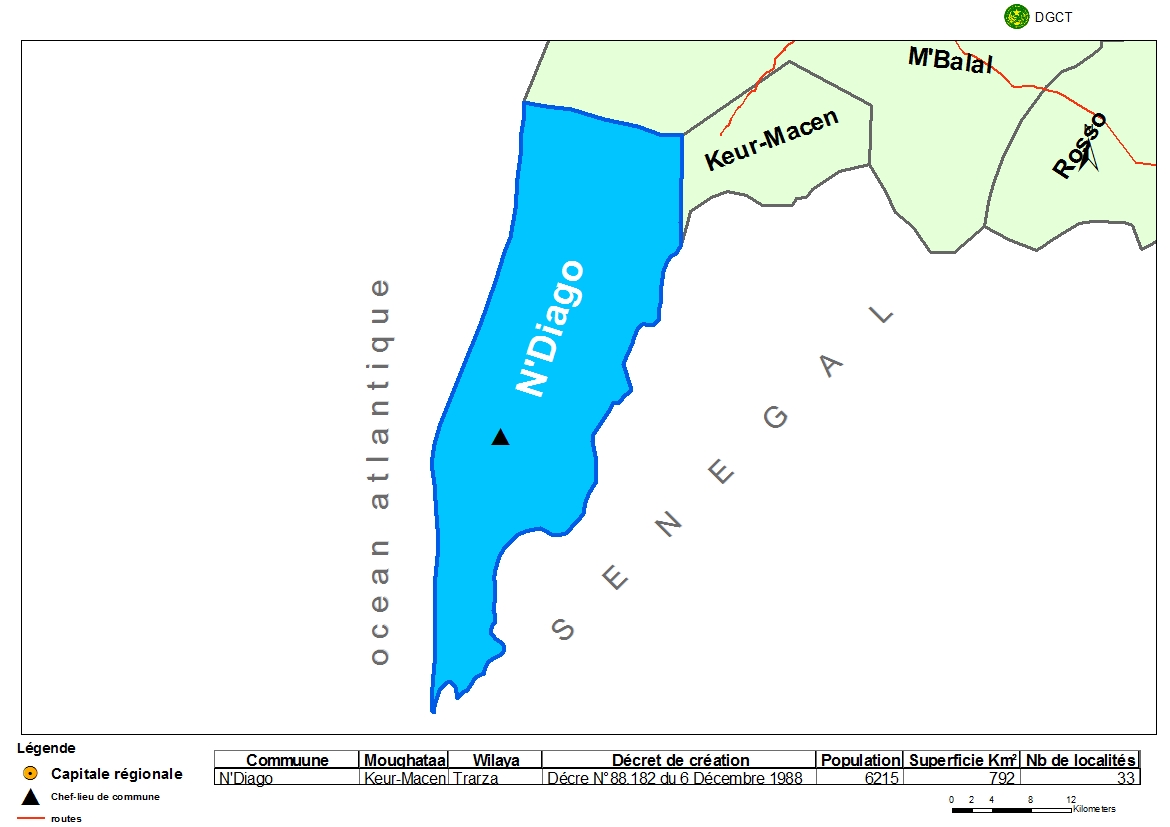 DGCT
M'Balal
Keur-Macen
Rosso
N'Diago
ocean atlantique
SENEGAL
Légende
Capitale régionale
Chef-lieu de commune
routes
Commuune Moughataa Wilaya Décret de création Population Superficie Km² Nb de localités
N'Diago Keur-Macen Trarza Décre N°88.182 du 6 Décembre 1988 6215 792 33
0 2 4 8 12
Kilometers